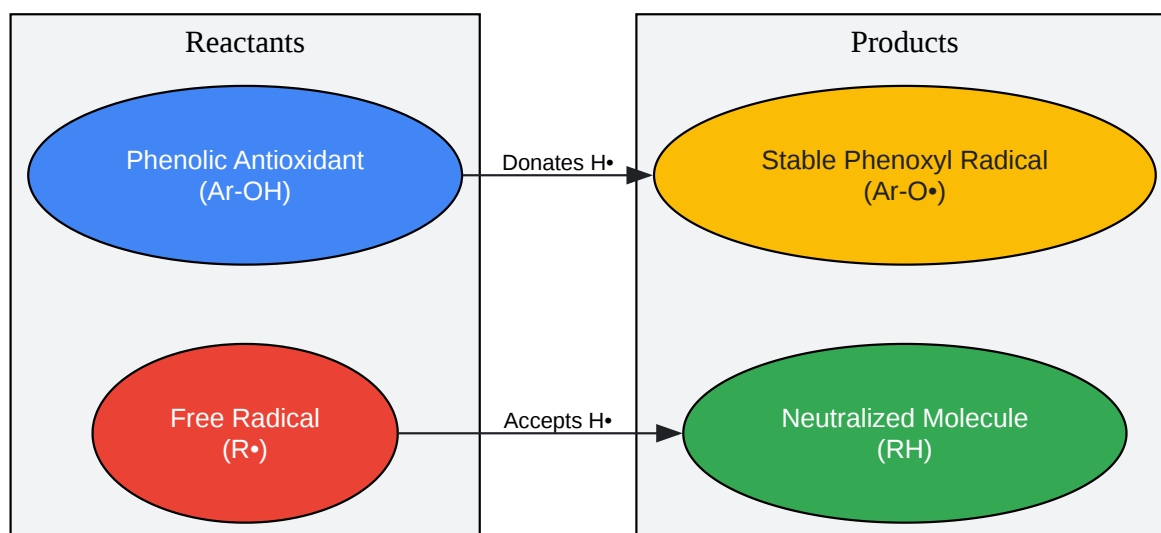 Reactants
Products
Phenolic Antioxidant
(Ar-OH)
Donates H•
Stable Phenoxyl Radical
(Ar-O•)
Free Radical
(R•)
Accepts H•
Neutralized Molecule
(RH)